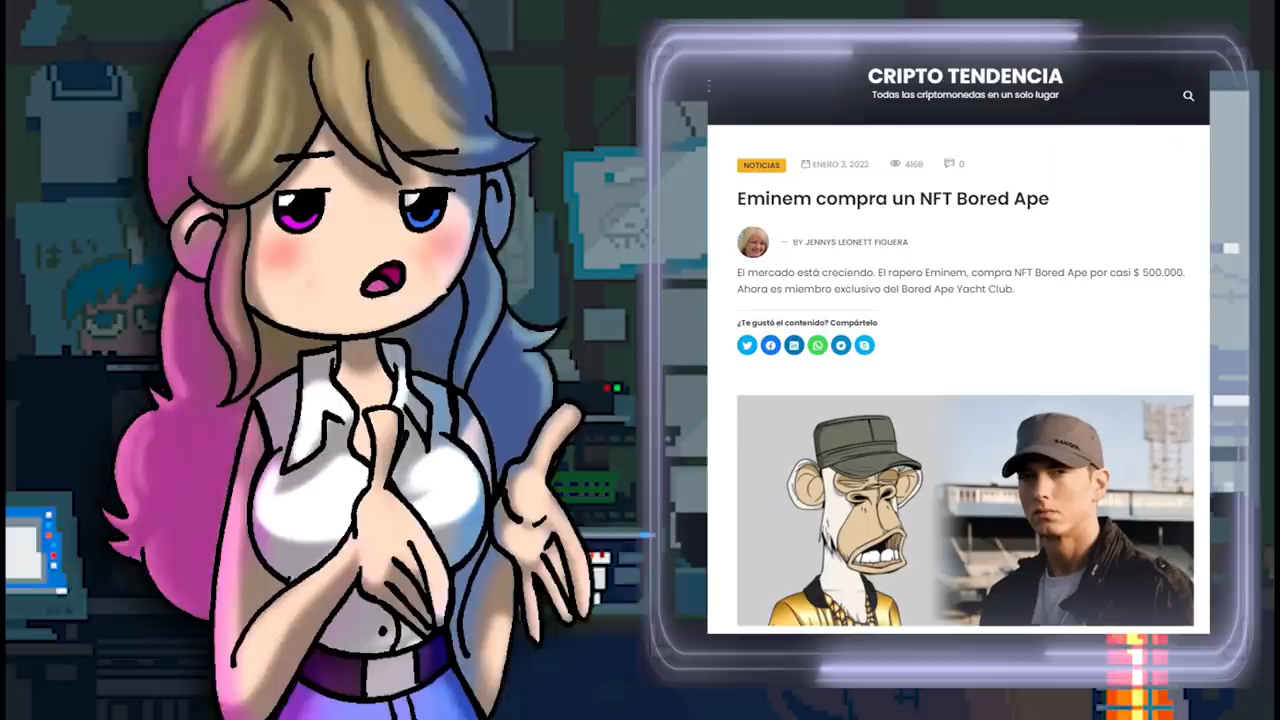 CRIPTO TENDENCIA
Todas las criptomonedas en un solo lugar
NOTICIAS ENERO 3, 2022 4168 0
Eminem compra un NFT Bored Ape
BY JENNYS LEONETT FIGUERA
El mercado está creciendo. El rapero Eminem, compra NFT Bored Ape por casi $ 500.000.
Ahora es miembro exclusivo del Bored Ape Yacht Club.
¿Te gustó el contenido? Compártelo
はい